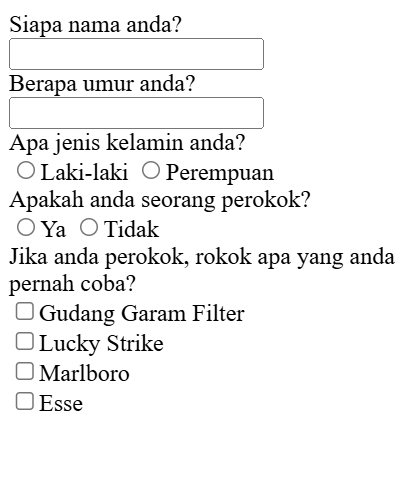 Siapa nama anda?
Berapa umur anda?
Apa jenis kelamin anda?
Laki-laki Perempuan
Apakah anda seorang perokok?
Ya Tidak
Jika anda perokok, rokok apa yang anda
pernah coba?
Gudang Garam Filter
Lucky Strike
Marlboro
Esse